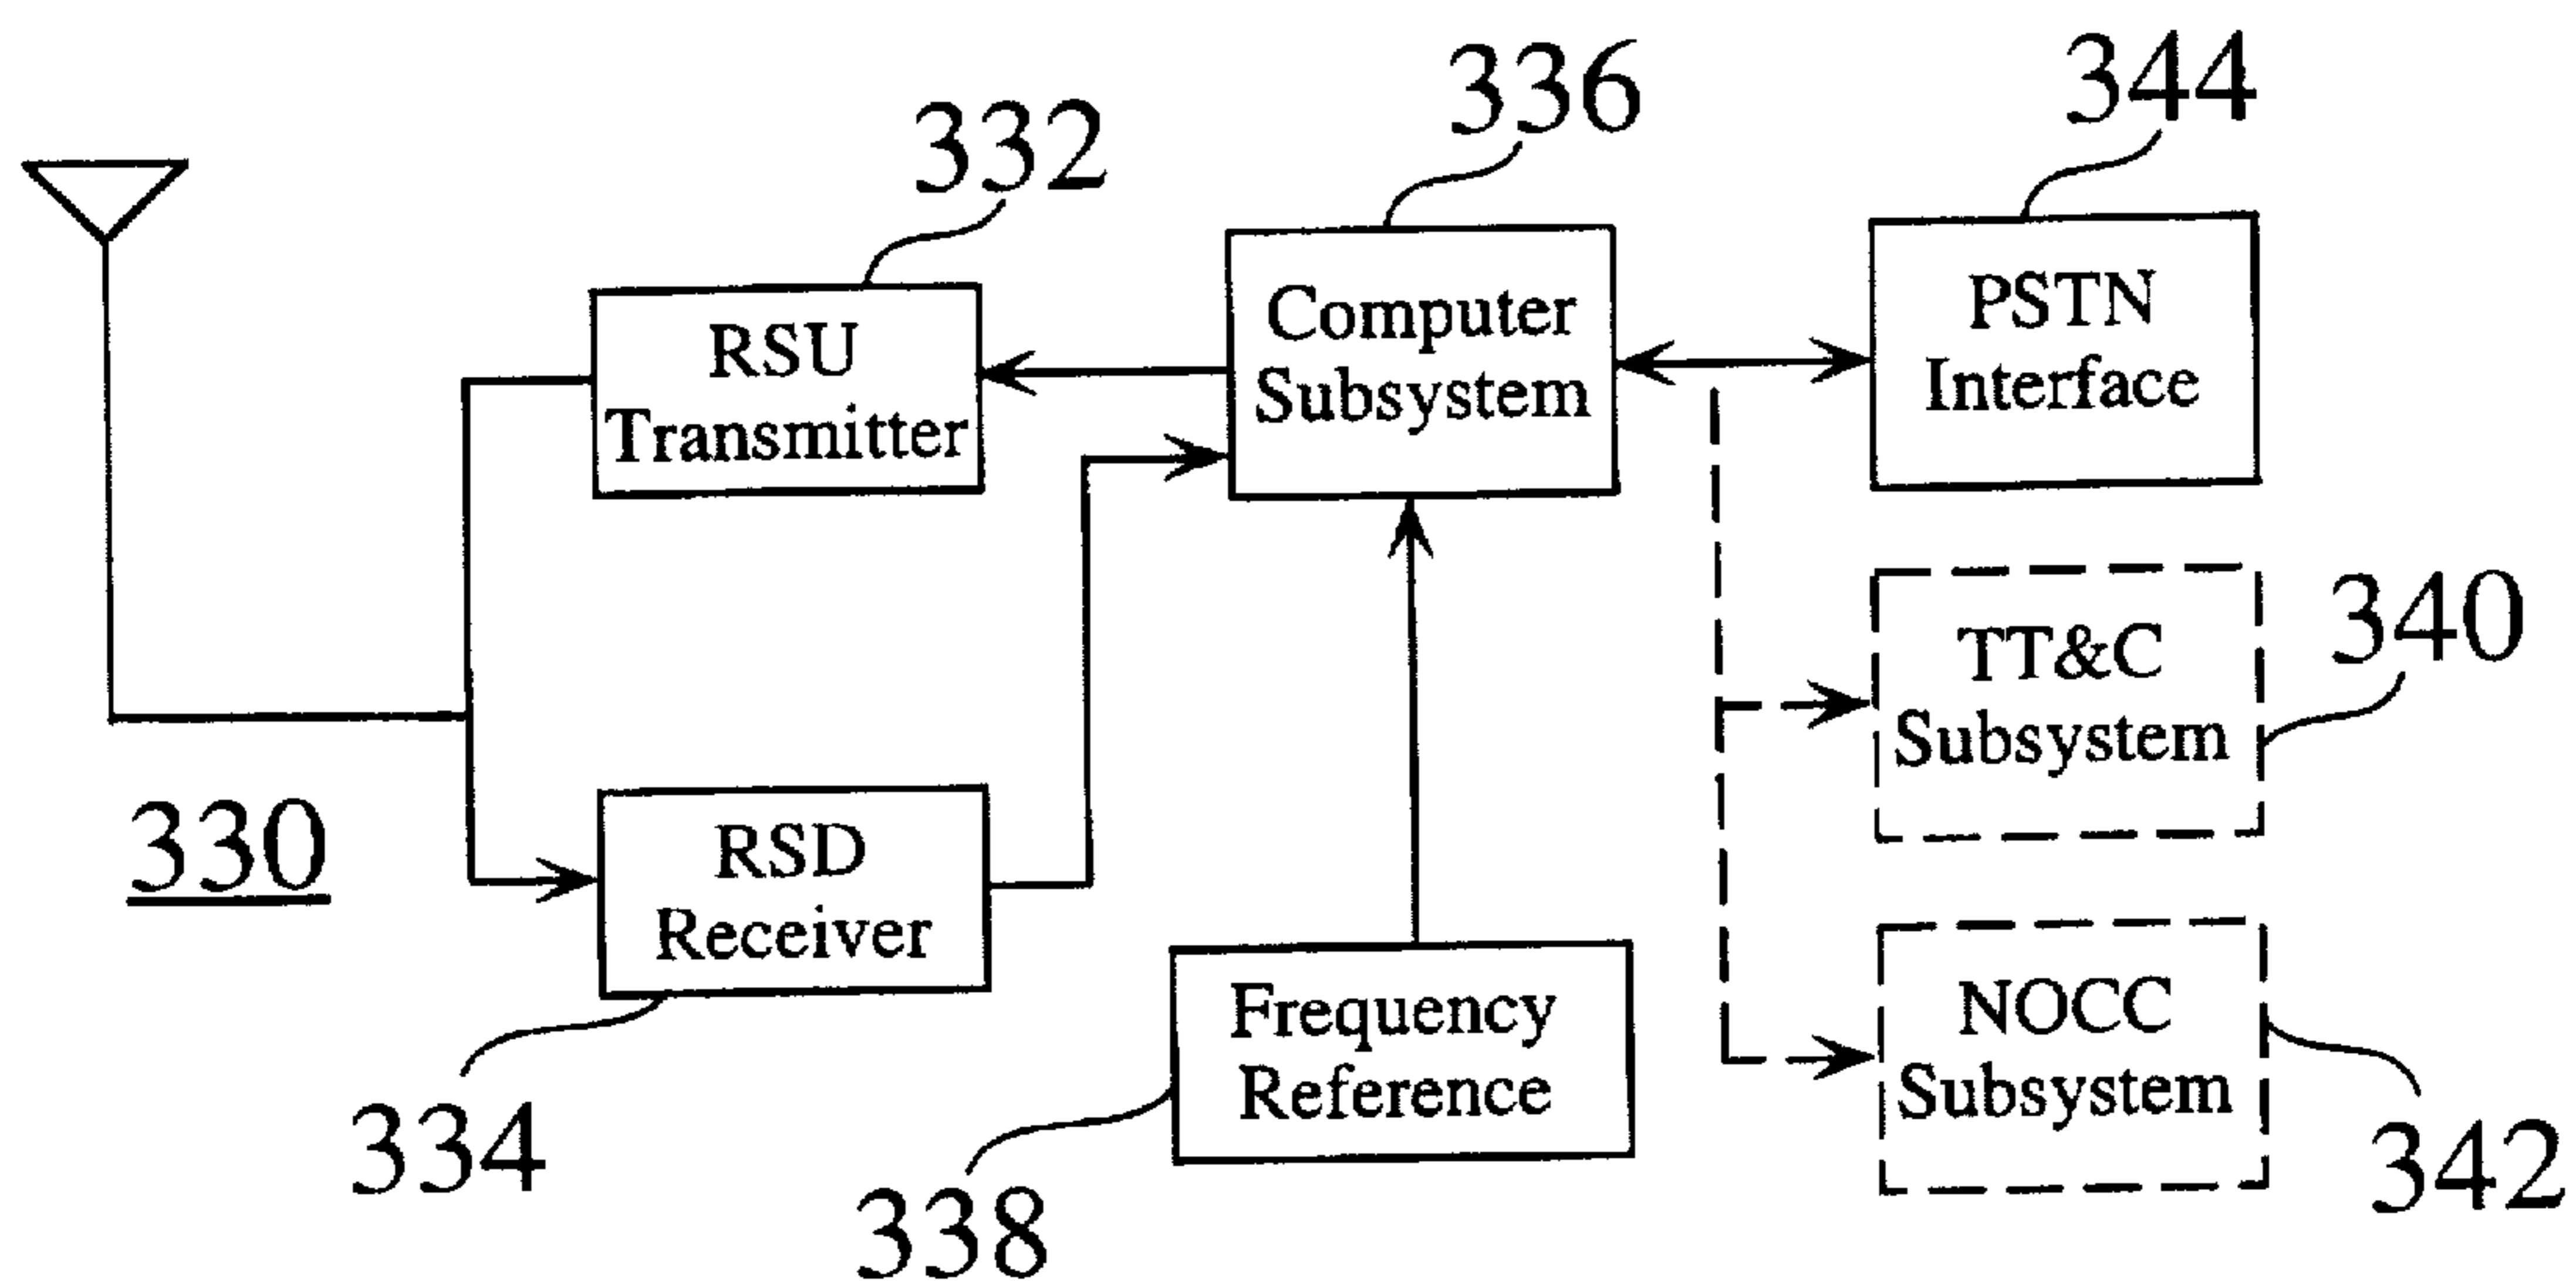 332
336
344
RSU
Transmitter
Computer
Subsystem
PSTN
Interface
330
RSD
Receiver
334
Frequency
Reference
338
TT&C
Subsystem
340
NOCC
Subsystem
342